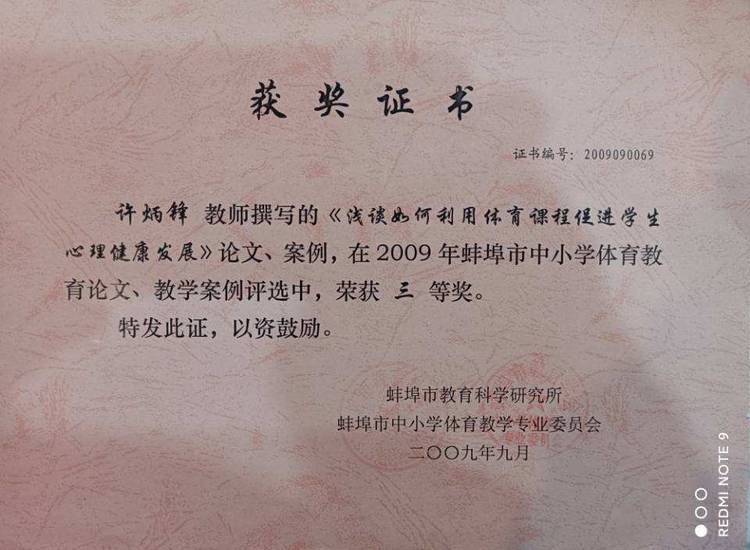 获奖证书
证书编号：2009090069
许炳锋 教师撰写的《浅谈如何利用体育课程促进学生
心理健康发展》论文、案例，在 2009 年蚌埠市中小学体育教
育论文、教学案例评选中，荣获 三 等奖。
特发此证，以资鼓励。
蚌埠市教育科学研究所
蚌埠市中小学体育教学专业委员会
二〇〇九年九月
REDMI NOTE 9